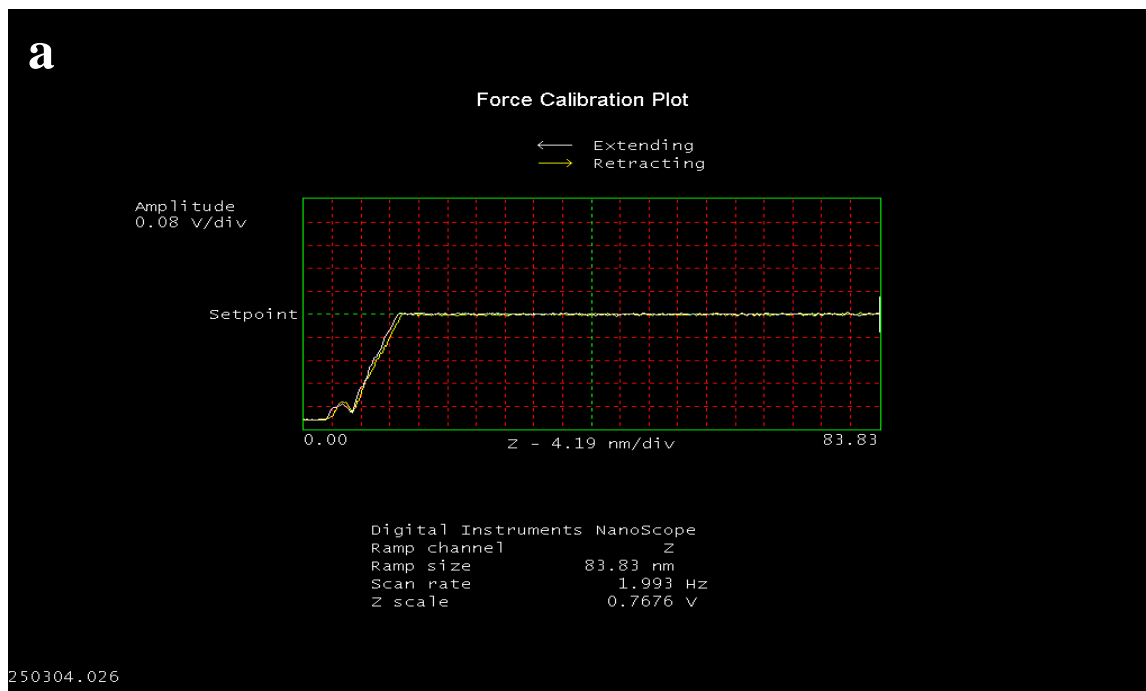 a
Force Calibration Plot
Extending
Retracting
Amplitude
0.08 V/div
Setpoint
0.00
Z - 4.19 nm/div
83.83
Digital Instruments NanoScope
Ramp channel Z
Ramp size 83.83 nm
Scan rate 1.993 Hz
Z scale 0.7676 V
250304.026